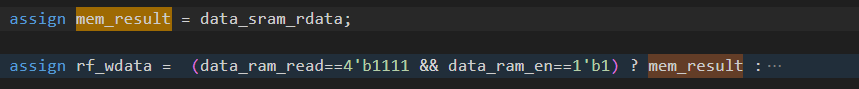 assign mem_result = data_sram_rdata;
assign rf_wdata =  (data_ram_read==4'b1111 && data_ram_en==1'b1) ? mem_result :⋯